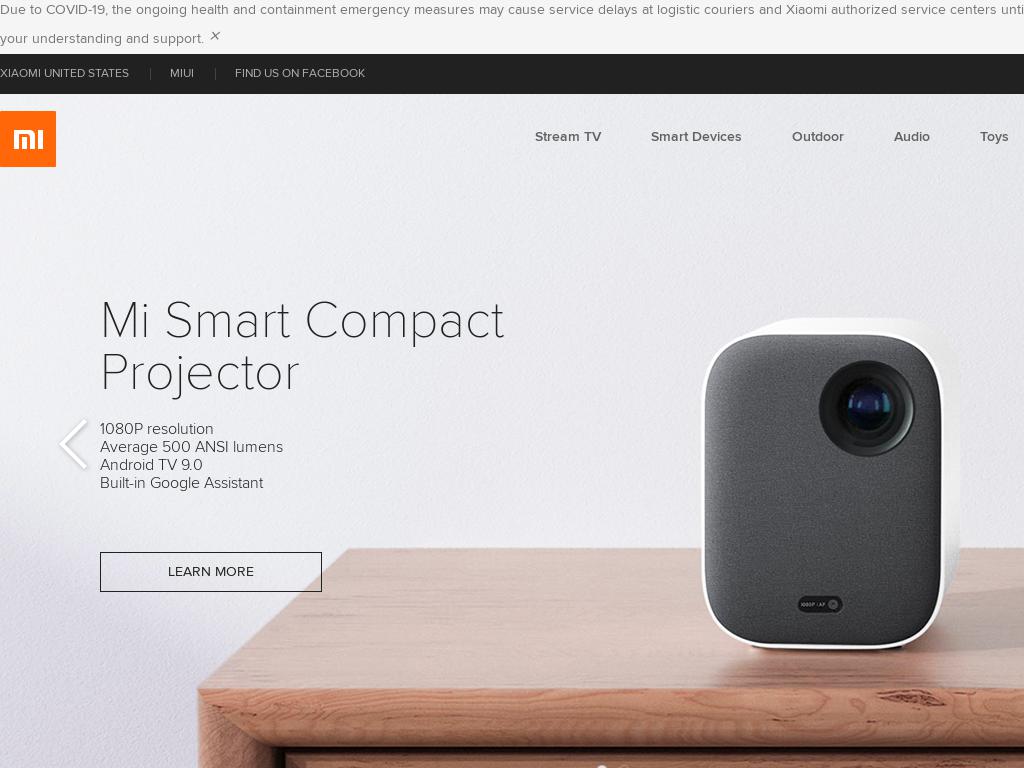 Due to COVID-19, the ongoing health and containment emergency measures may cause service delays at logistic couriers and Xiaomi authorized service centers
your understanding and support. ×
XIAOMI UNITED STATES | MIUI | FIND US ON FACEBOOK
MI
Stream TV Smart Devices Outdoor Audio Toys
Mi Smart Compact
Projector
1080P resolution
Average 500 ANSI lumens
Android TV 9.0
Built-in Google Assistant
LEARN MORE
1080P | AF